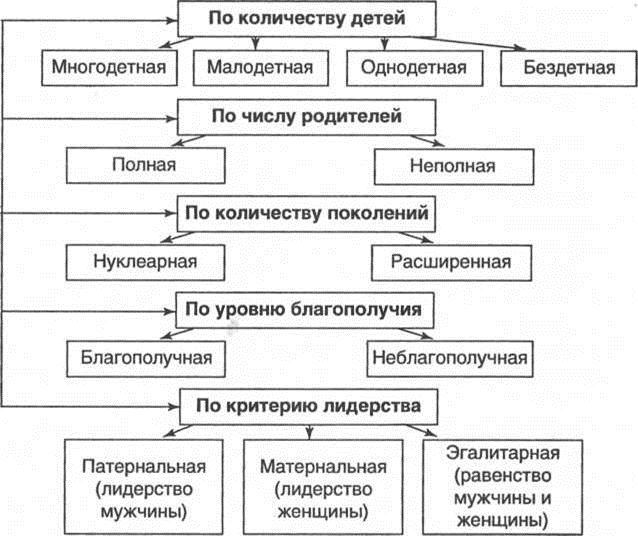 По количеству детей
Многодетная
Малодетная
Однодетная
Бездетная
По числу родителей
Полная
Неполная
По количеству поколений
Нуклеарная
Расширенная
По уровню благополучия
Благополучная
Неблагополучная
По критерию лидерства
Патернальная
(лидерство
мужчины)
Матернальная
(лидерство
женщины)
Эгалитарная
(равенство
мужчины и
женщины)